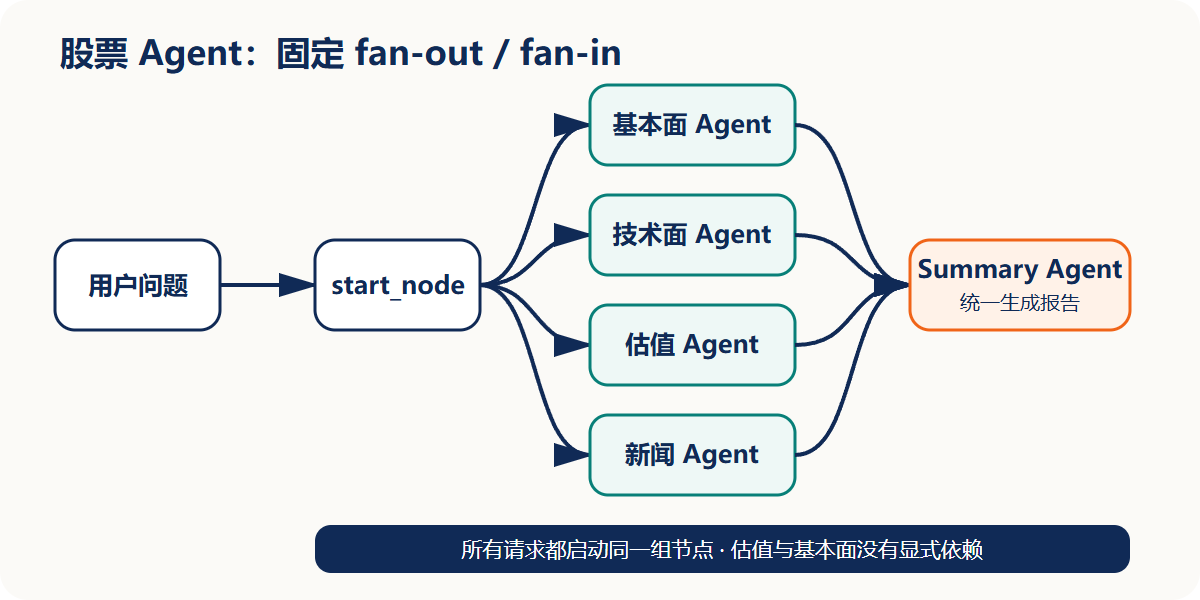 股票 Agent：固定 fan-out / fan-in
用户问题
start_node
基本面 Agent
技术面 Agent
估值 Agent
新闻 Agent
Summary Agent
统一生成报告
所有请求都启动同一组节点 · 估值与基本面没有显式依赖